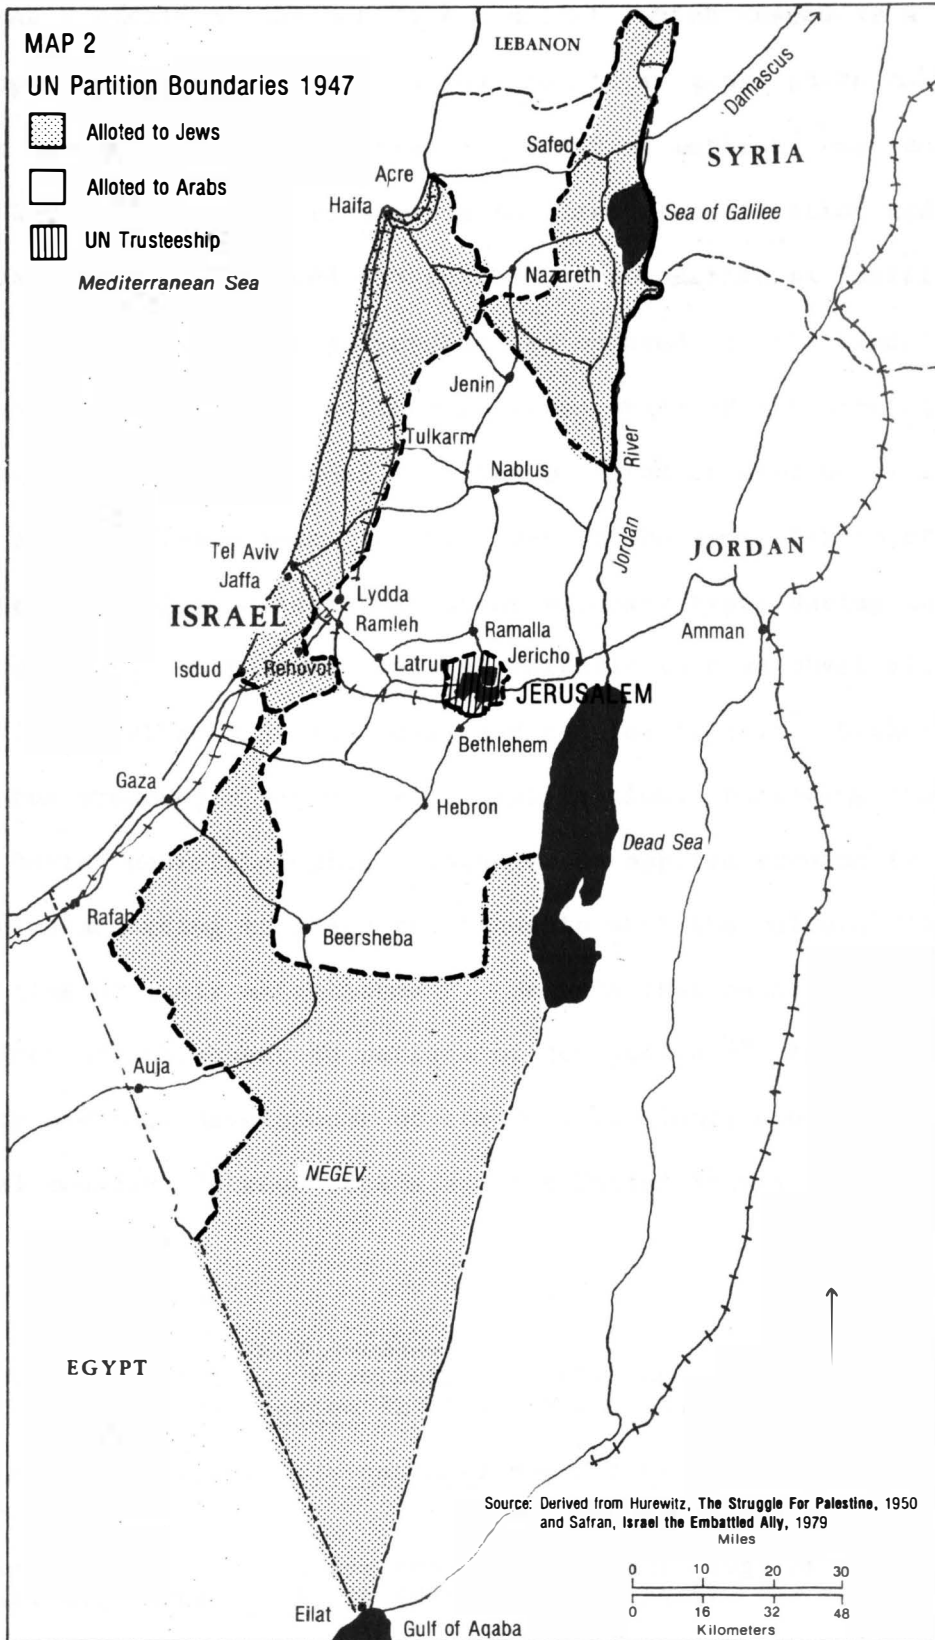 MAP 2
UN Partition Boundaries 1947
Alloted to Jews
Alloted to Arabs
UN Trusteeship
Mediterranean Sea
LEBANON
Damascus
SYRIA
Safed
Acre
Haifa
Sea of Galilee
Nazareth
Jenin
Tulkarm
Nablus
River
Jordan
JORDAN
Tel Aviv
Jaffa
ISRAEL
Lydda
Ramleh
Ramalla
Amman
Isdud
Rehovot
Latru
Jericho
JERUSALEM
Bethlehem
Gaza
Hebron
Dead Sea
Rafah
Beersheba
Auja
NEGEV
EGYPT
Source: Derived from Hurewitz, The Struggle For Palestine, 1950
and Safran, Israel the Embattled Ally, 1979
Miles
0 10 20 30
0 16 32 48
Kilometers
Eilat
Gulf of Aqaba